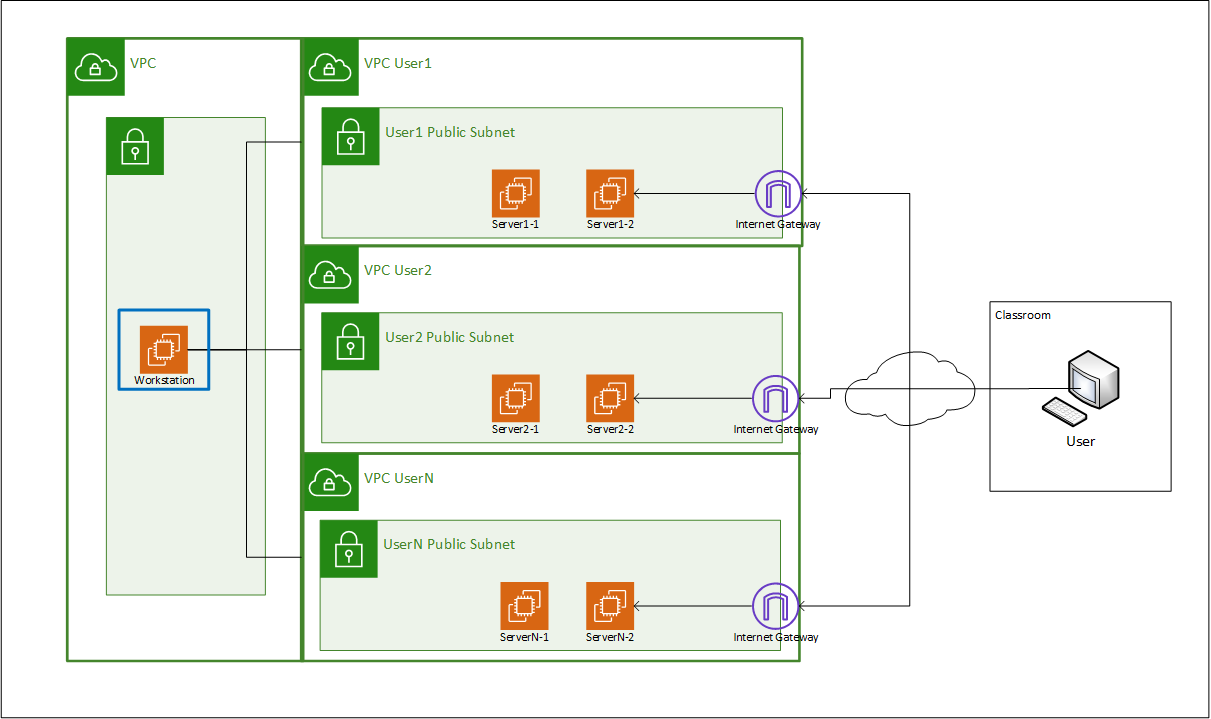 VPC
VPC User1
User1 Public Subnet
Server1-1
Server1-2
Internet Gateway
VPC User2
User2 Public Subnet
Workstation
Server2-1
Server2-2
Internet Gateway
VPC UserN
UserN Public Subnet
ServerN-1
ServerN-2
Internet Gateway
Classroom
User